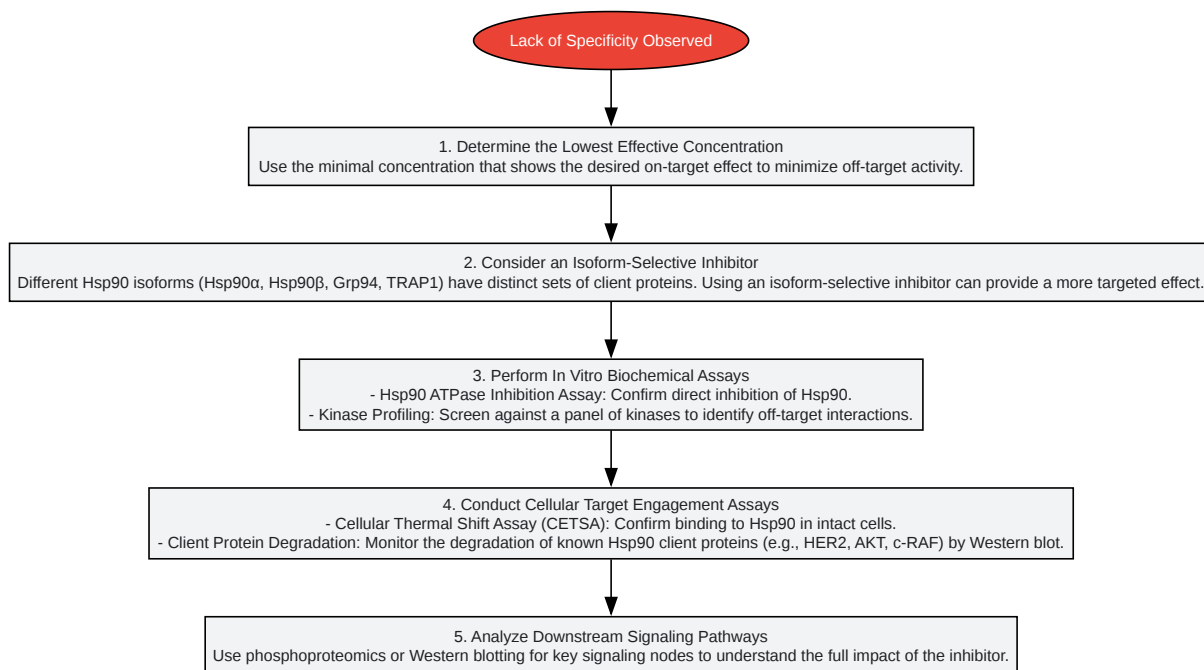 Lack of Specificity Observed
1. Determine the Lowest Effective Concentration
Use the minimal concentration that shows the desired on-target effect to minimize off-target activity.
2. Consider an Isoform-Selective Inhibitor
Different Hsp90 isoforms (Hsp90α, Hsp90β, Grp94, TRAP1) have distinct sets of client proteins. Using an isoform-selective inhibitor can provide a more targeted effect.
3. Perform In Vitro Biochemical Assays
- Hsp90 ATPase Inhibition Assay: Confirm direct inhibition of Hsp90.
- Kinase Profiling: Screen against a panel of kinases to identify off-target interactions.
4. Conduct Cellular Target Engagement Assays
- Cellular Thermal Shift Assay (CETSA): Confirm binding to Hsp90 in intact cells.
- Client Protein Degradation: Monitor the degradation of known Hsp90 client proteins (e.g., HER2, AKT, c-RAF) by Western blot.
5. Analyze Downstream Signaling Pathways
Use phosphoproteomics or Western blotting for key signaling nodes to understand the full impact of the inhibitor.